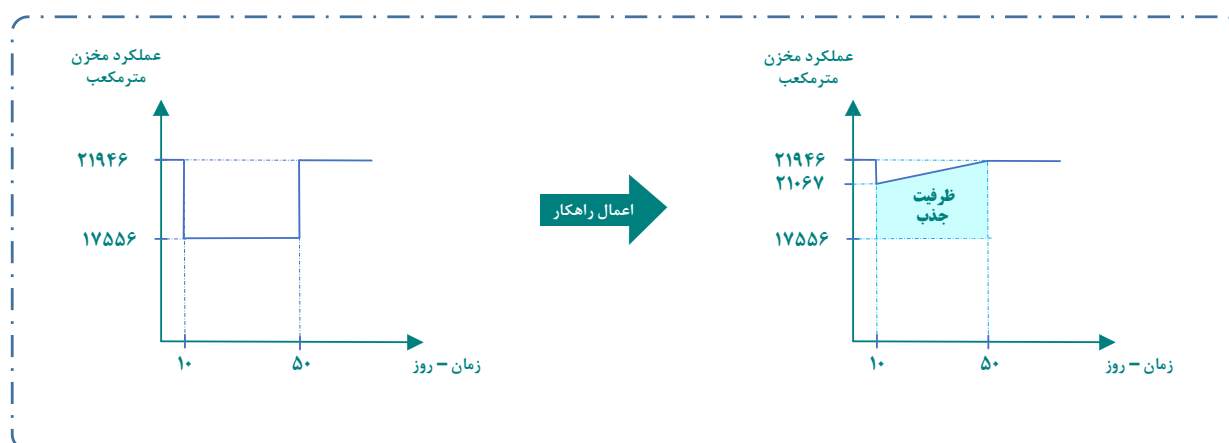 عملکرد مخزن
مترمکعب
۲۱۹۴۶
۱۷۵۵۶
۱۰
۵۰
زمان – روز
اعمال راهکار
عملکرد مخزن
مترمکعب
۲۱۹۴۶
۲۱۰۶۷
۱۷۵۵۶
ظرفیت
جذب
۱۰
۵۰
زمان – روز